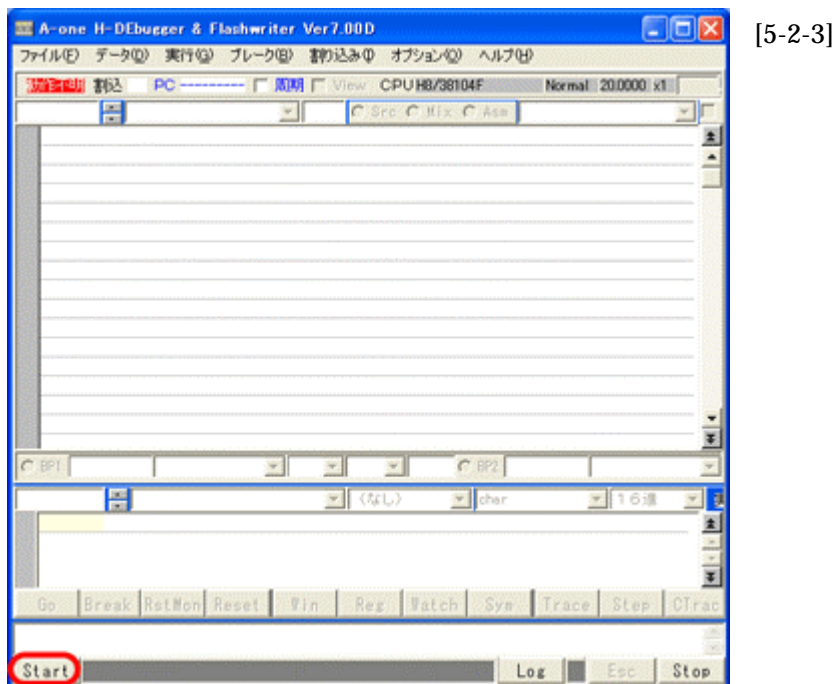 A-one H-DEbugger & Flashwriter Ver7.00D
[5-2-3]
ファイル(F) データ(D) 実行(G) ブレーク(B) 割り込み(I) オプション(O) ヘルプ(H)
割込 PC --------- 周期 View CPU H8/38104F Normal 20.0000 x1
Src Mix Asm
BP1 BP2
(なし) char 16進
Go Break RstMon Reset Win Reg Watch Sym Trace Step CTrac
Start Log Esc Stop